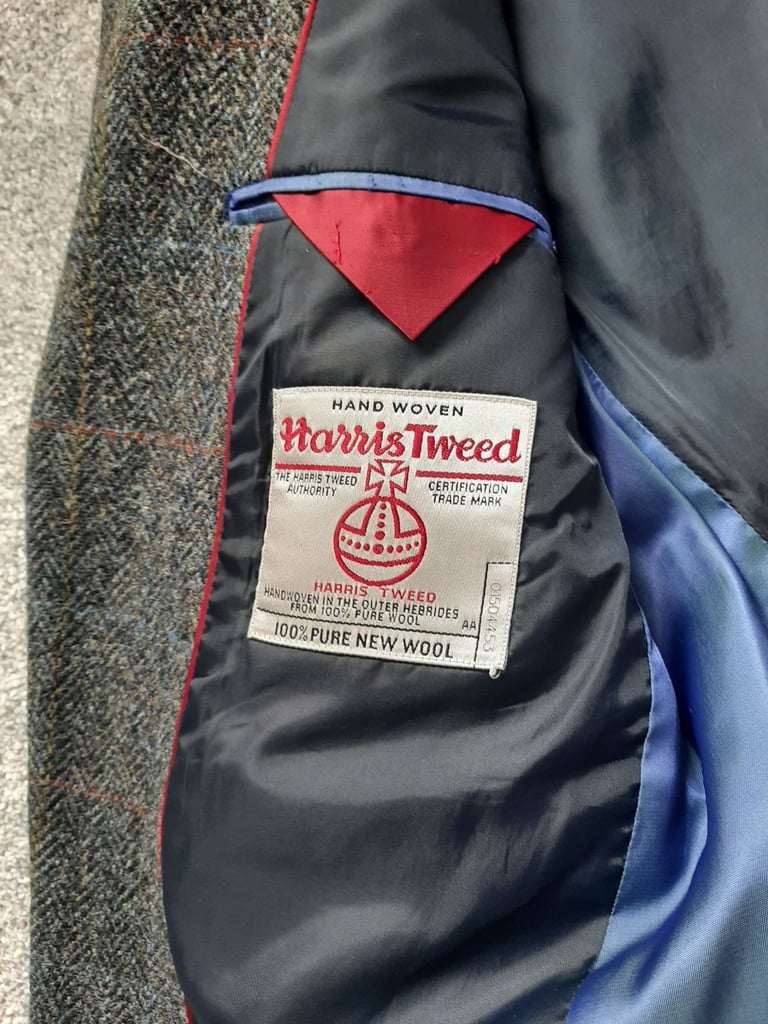 HAND WOVEN
Harris Tweed
THE HARRIS TWEED
AUTHORITY
CERTIFICATION
TRADE MARK
HARRIS TWEED
HANDWOVEN IN THE OUTER HEBRIDES
FROM 100% PURE WOOL
AA
100% PURE NEW WOOL
01504453